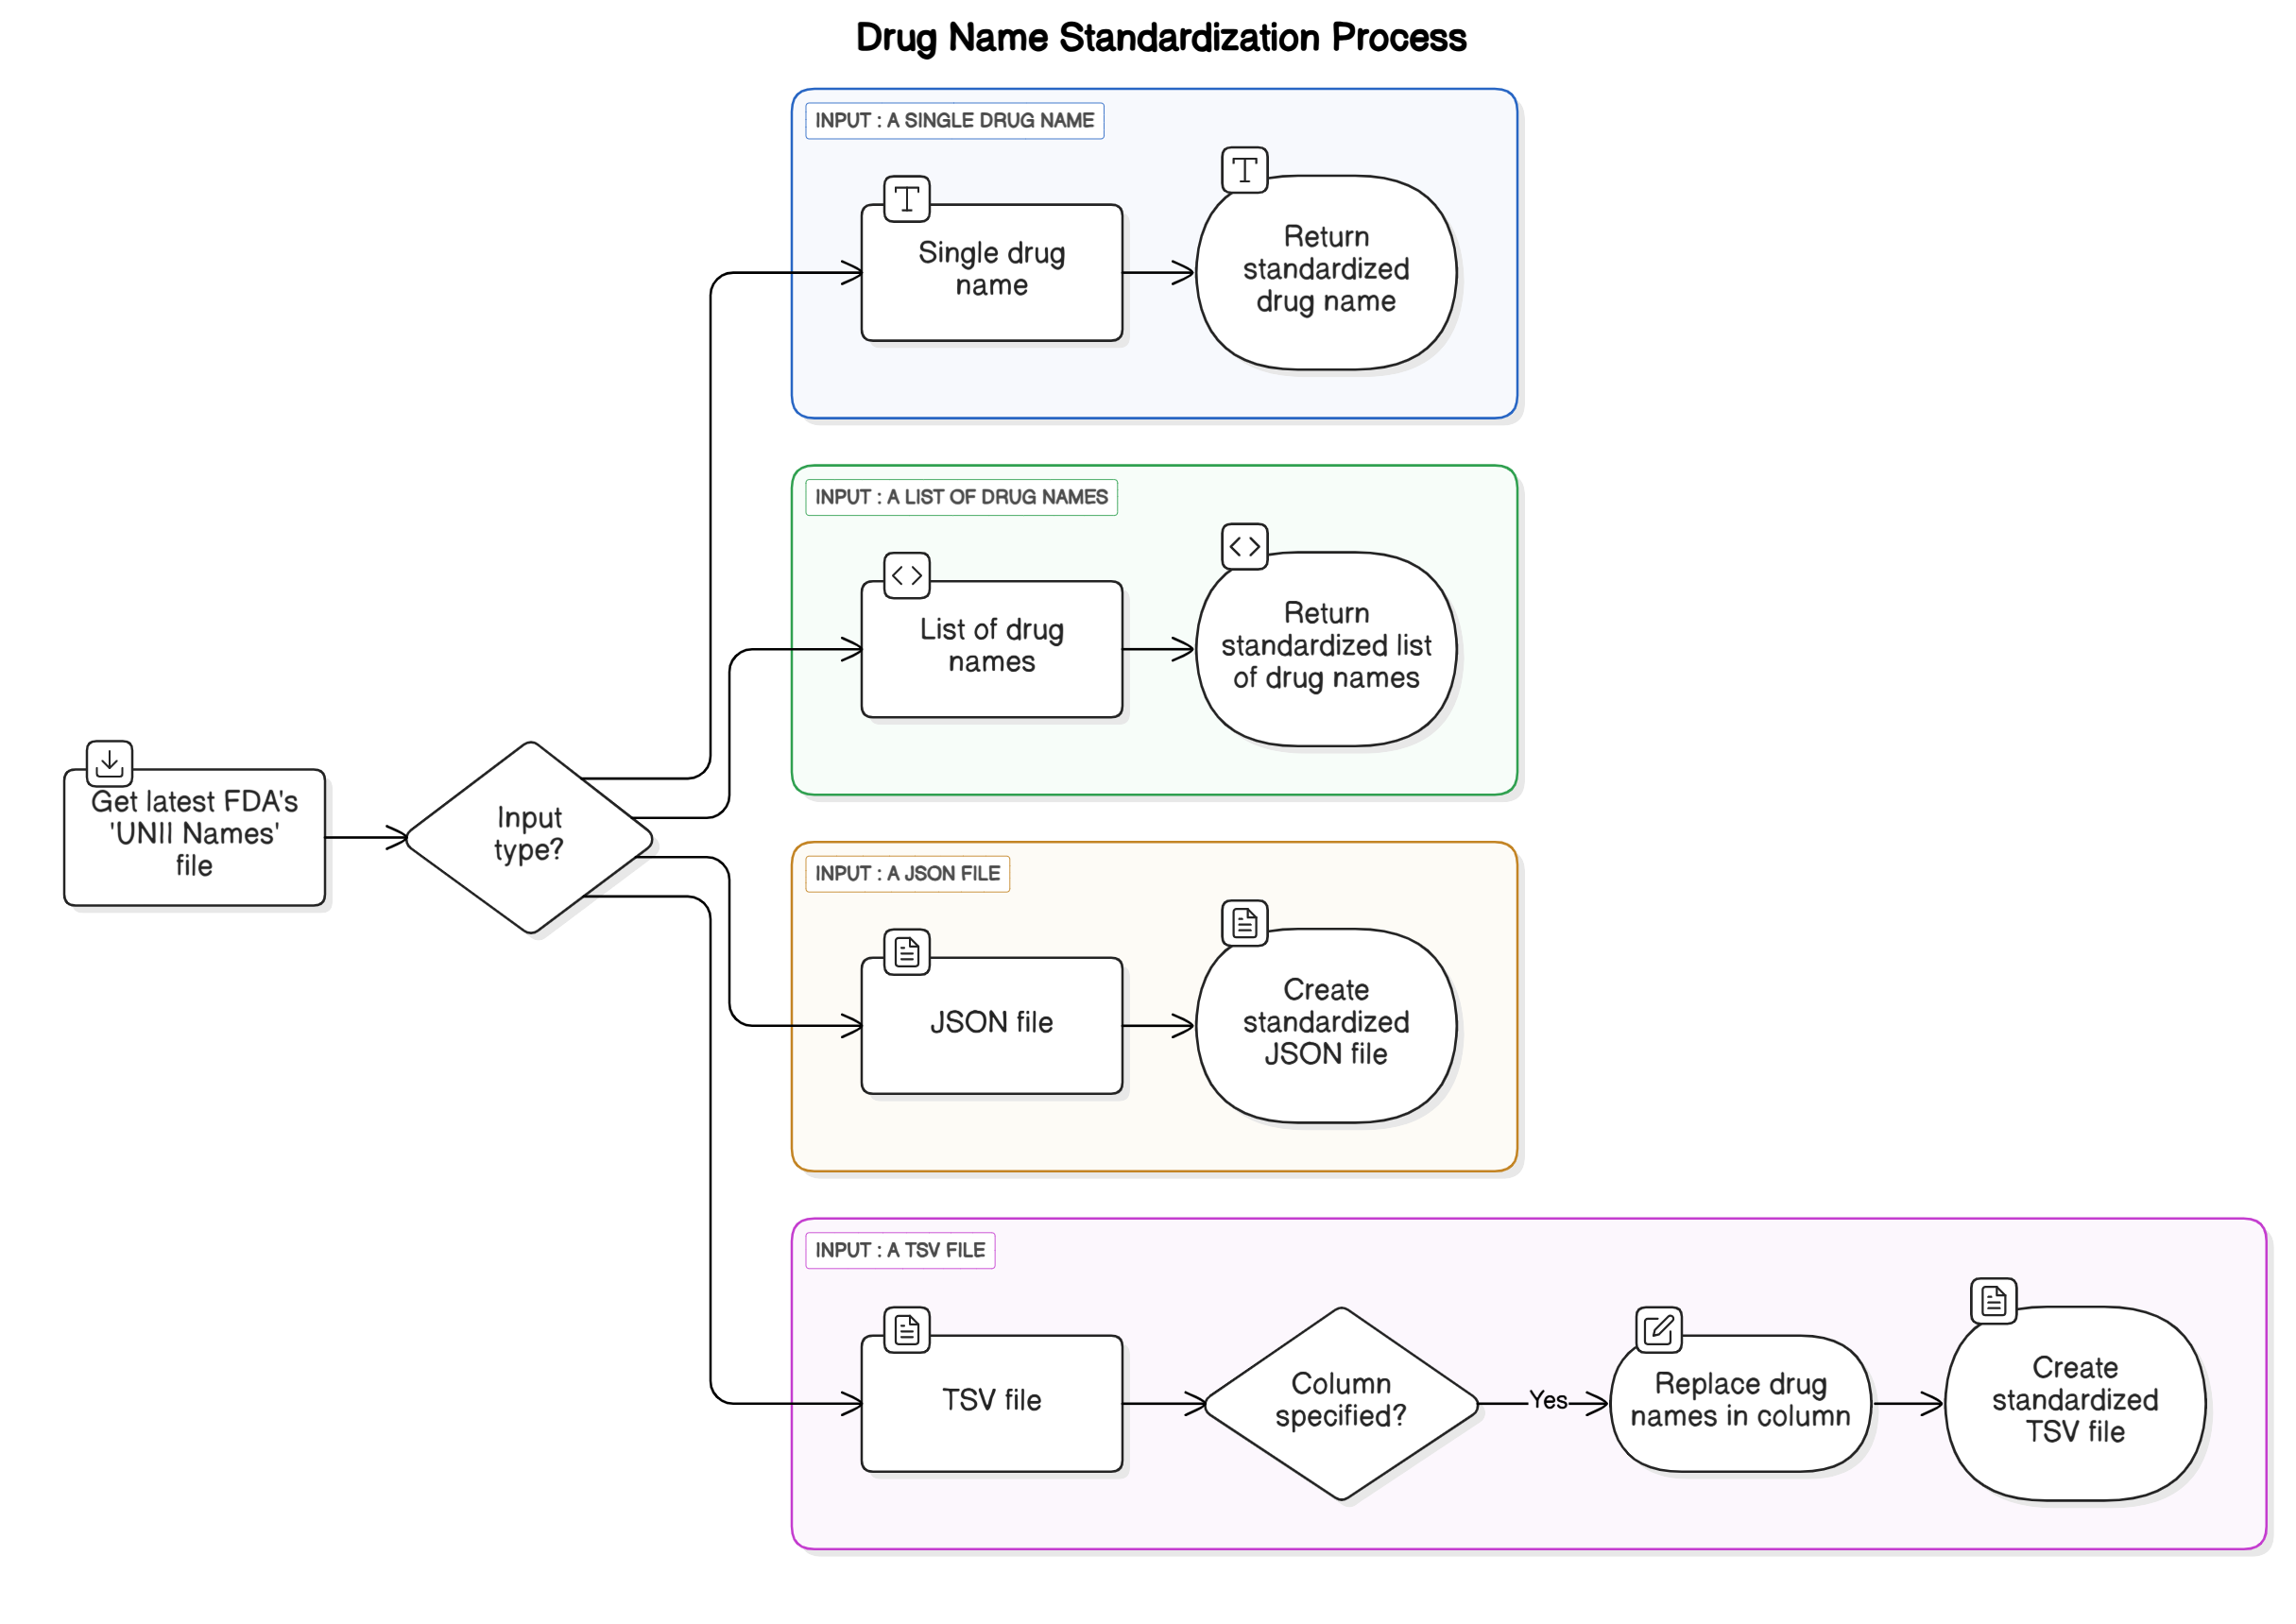 Drug Name Standardization Process
INPUT : A SINGLE DRUG NAME
Single drug
name
Return
standardized
drug name
INPUT : A LIST OF DRUG NAMES
List of drug
names
Return
standardized list
of drug names
Get latest FDA's
'UNII Names'
file
Input
type?
INPUT : A JSON FILE
JSON file
Create
standardized
JSON file
INPUT : A TSV FILE
TSV file
Column
specified?
Yes
Replace drug
names in column
Create
standardized
TSV file